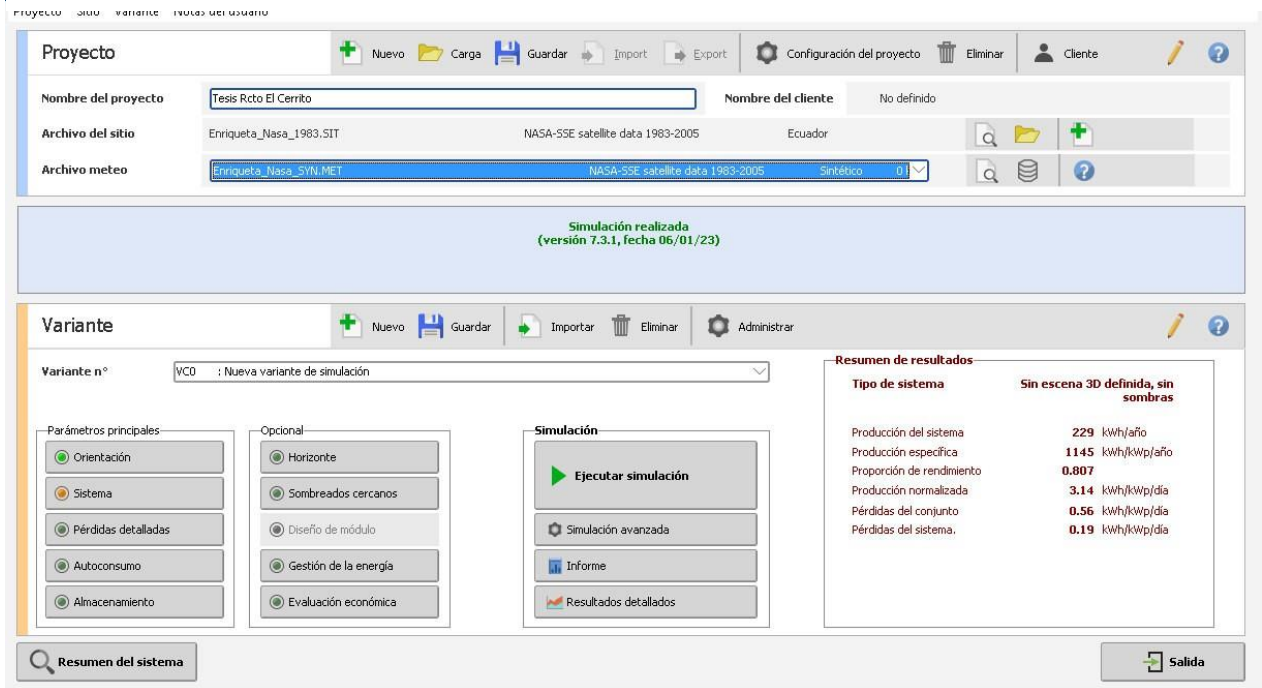 Proyecto Sitio Variante Notas del usuario
Proyecto Nuevo Carga Guardar Import Export Configuración del proyecto Eliminar Cliente
Nombre del proyecto Tesis Rcto El Cerrito Nombre del cliente No definido
Archivo del sitio Enriqueta_Nasa_1983.SIT NASA-SSE satellite data 1983-2005 Ecuador
Archivo meteo Enriqueta_Nasa_SYN.MET NASA-SSE satellite data 1983-2005 Sintético 0
Simulación realizada
(versión 7.3.1, fecha 06/01/23)
Variante Nuevo Guardar Importar Eliminar Administrar
Variante n° VC0 : Nueva variante de simulación
Resumen de resultados
Tipo de sistema Sin escena 3D definida, sin
sombras
Parámetros principales Opcional Simulación
Producción del sistema 229 kWh/año
Orientación Horizonte Ejecutar simulación
Producción específica 1145 kWh/kWp/año
Proporción de rendimiento 0.807
Sistema Sombreados cercanos
Producción normalizada 3.14 kWh/kWp/día
Pérdidas del conjunto 0.56 kWh/kWp/día
Pérdidas detalladas Diseño de módulo Simulación avanzada
Pérdidas del sistema. 0.19 kWh/kWp/día
Autoconsumo Gestión de la energía Informe
Almacenamiento Evaluación económica Resultados detallados
Resumen del sistema Salida